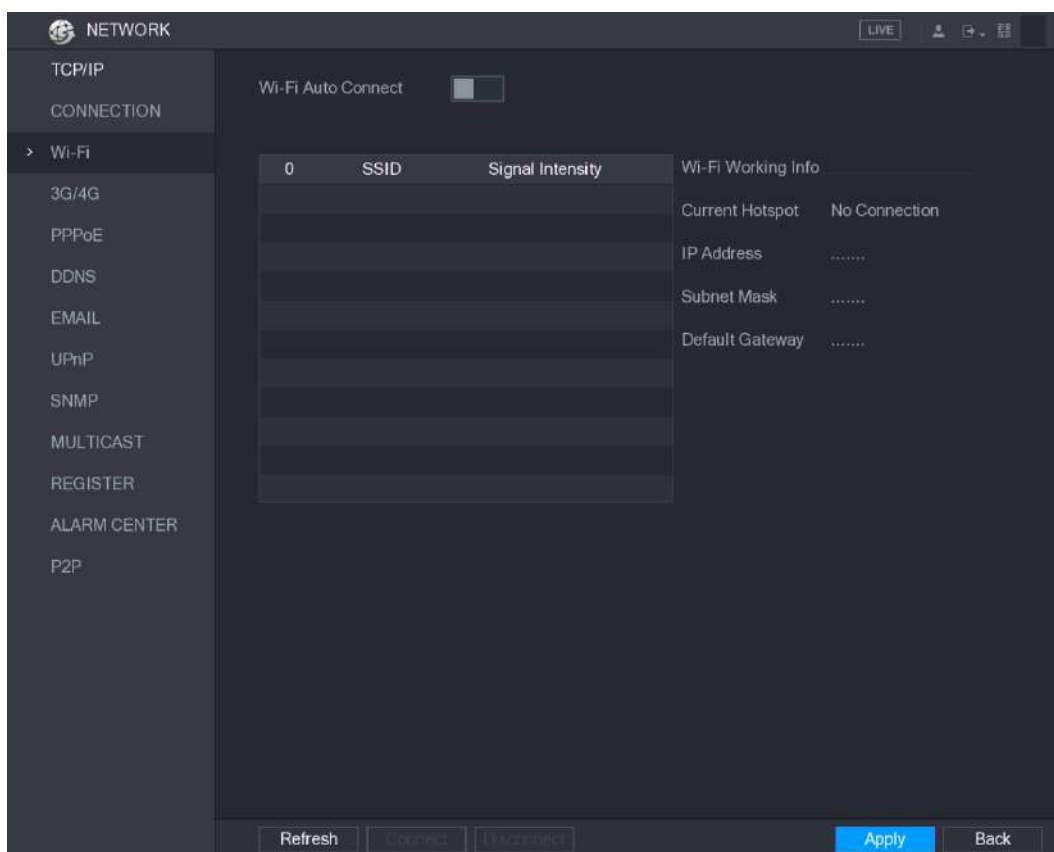 NETWORK
LIVE
TCP/IP
CONNECTION
> Wi-Fi
3G/4G
PPPoE
DDNS
EMAIL
UPnP
SNMP
MULTICAST
REGISTER
ALARM CENTER
P2P
Wi-Fi Auto Connect
0 SSID Signal Intensity
Wi-Fi Working Info
Current Hotspot No Connection
IP Address .......
Subnet Mask .......
Default Gateway .......
Refresh Connect Disconnect Apply Back